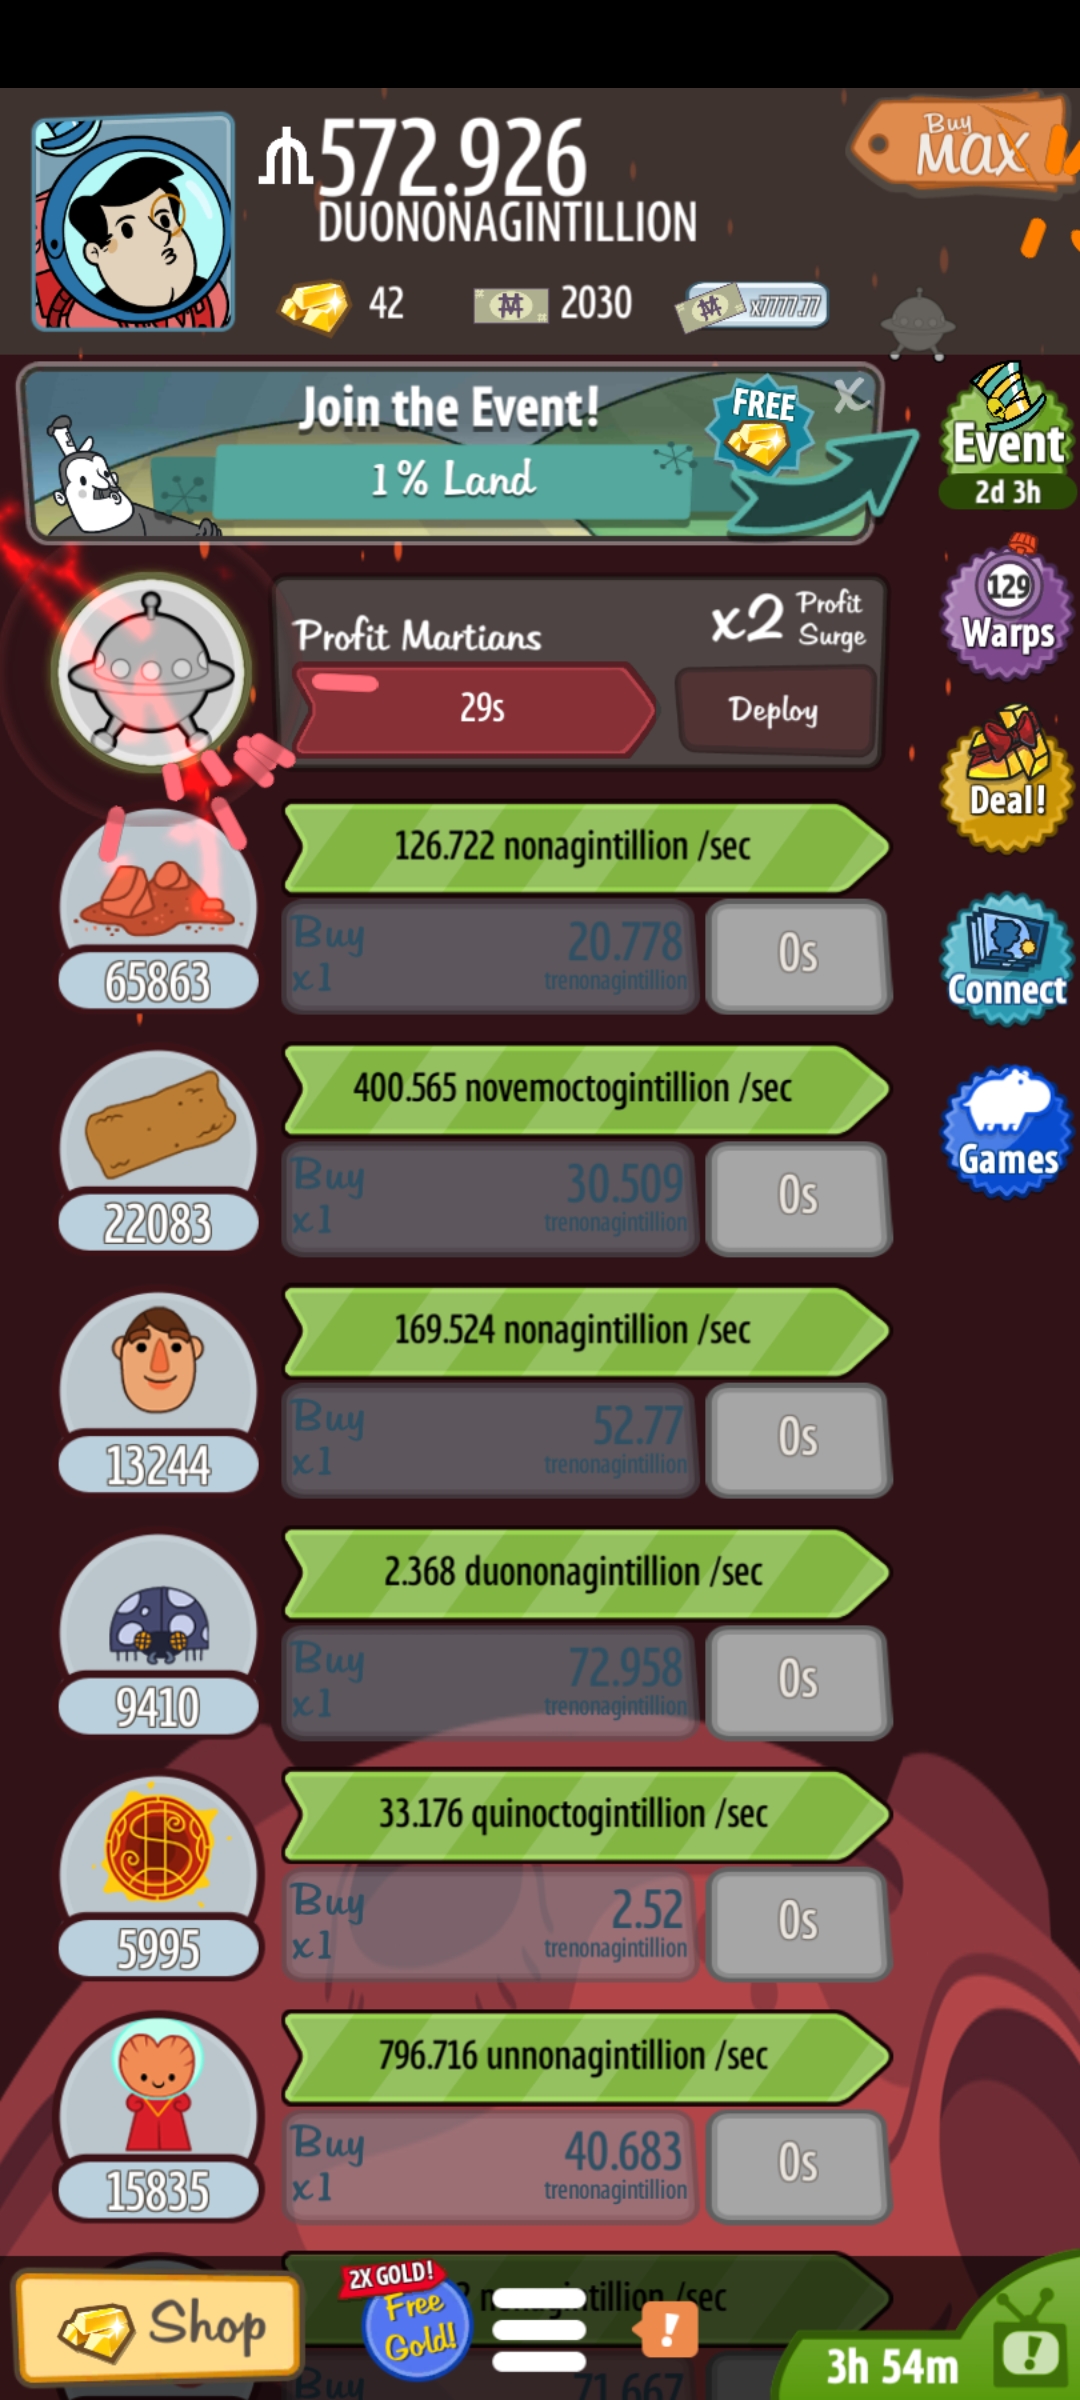 572.926
DUONONAGINTILLION
Buy
MAX
42
2030
x7777.77
Join the Event!
1% Land
FREE
X
Event
2d 3h
Profit Martians
x2 Profit
Surge
29s
Deploy
129
Warps
Deal!
126.722 nonagintillion /sec
65863
Buy
x1
20.778
trenonagintillion
0s
Connect
400.565 novemoctogintillion /sec
22083
Buy
x1
30.509
trenonagintillion
0s
Games
169.524 nonagintillion /sec
13244
Buy
x1
52.77
trenonagintillion
0s
2.368 duononagintillion /sec
9410
Buy
x1
72.958
trenonagintillion
0s
33.176 quinoctogintillion /sec
5995
Buy
x1
2.52
trenonagintillion
0s
796.716 unnonagintillion /sec
15835
Buy
x1
40.683
trenonagintillion
0s
/sec
Shop
2X GOLD!
Free
Gold!
!
3h 54m
!
Buy
71.667